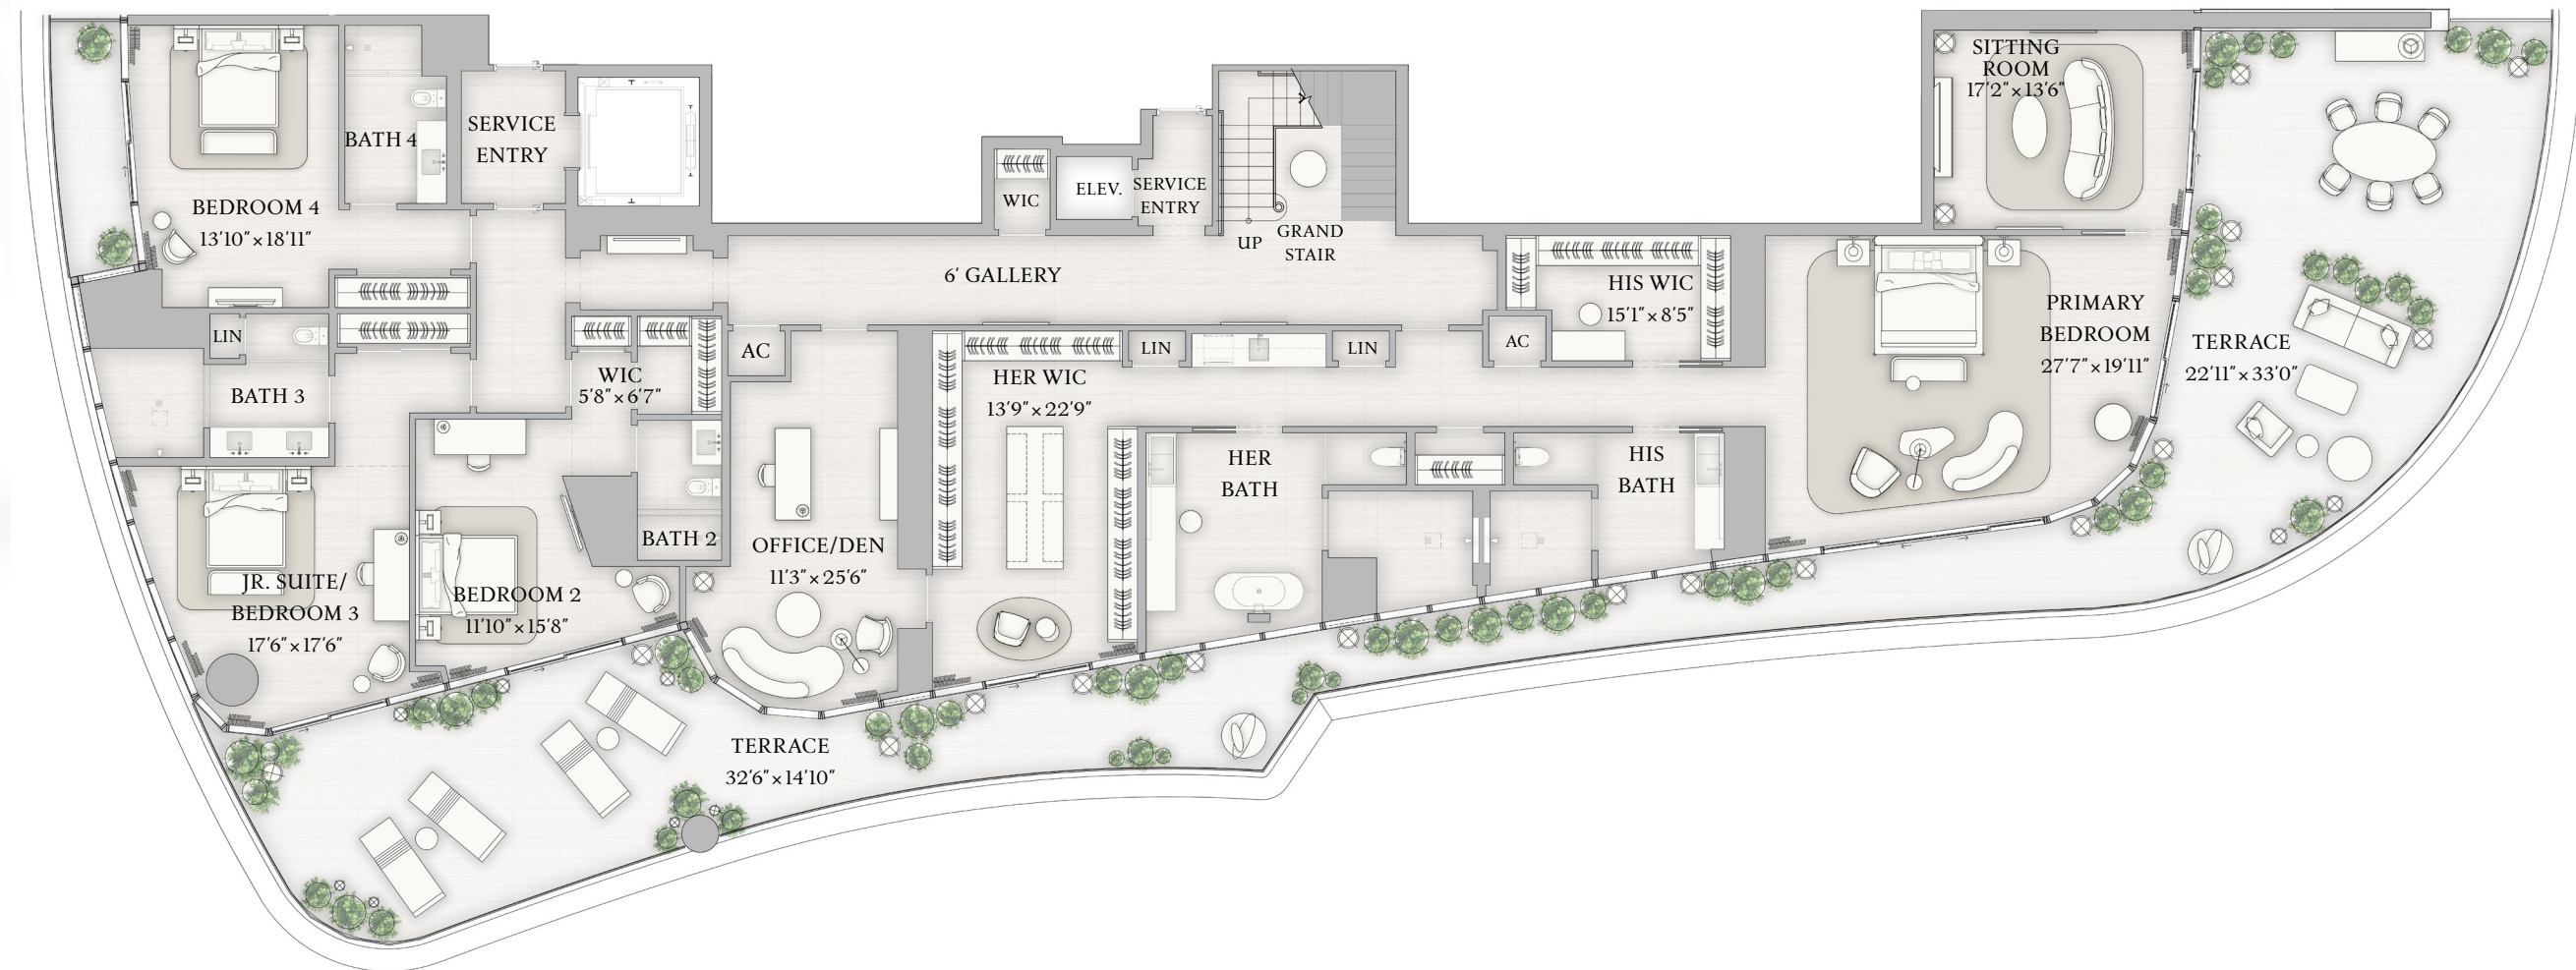 BEDROOM 4
13'10"×18'11"
BATH 4
SERVICE
ENTRY
WIC
ELEV.
SERVICE
ENTRY
UP
GRAND
STAIR
6' GALLERY
SITTING
ROOM
17'2"×13'6"
HIS WIC
15'1"×8'5"
PRIMARY
BEDROOM
27'7"×19'11"
TERRACE
22'11"×33'0"
LIN
BATH 3
WIC
5'8"×6'7"
AC
HER WIC
13'9"×22'9"
LIN
LIN
AC
HER
BATH
HIS
BATH
JR. SUITE/
BEDROOM 3
17'6"×17'6"
BEDROOM 2
11'10"×15'8"
BATH 2
OFFICE/DEN
11'3"×25'6"
TERRACE
32'6"×14'10"